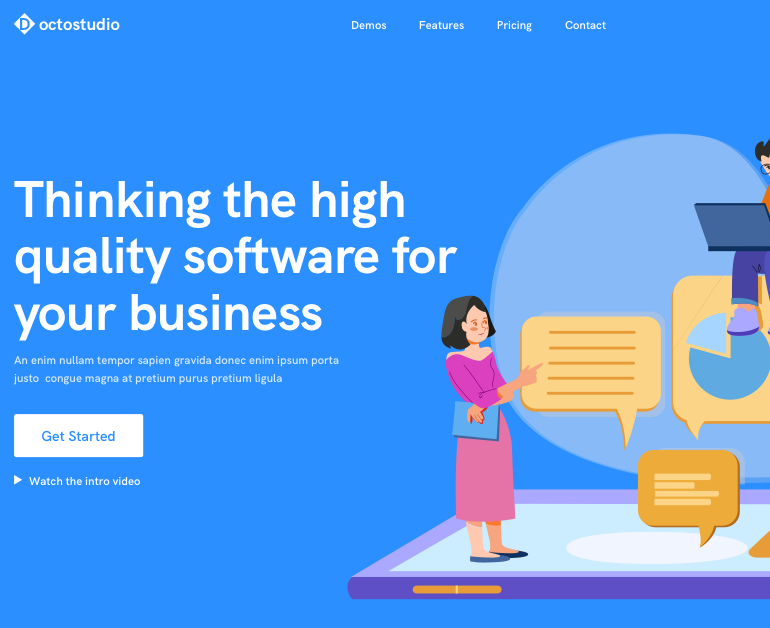 octostudio
Demos Features Pricing Contact
Thinking the high
quality software for
your business
An enim nullam tempor sapien gravida donec enim ipsum porta
justo congue magna at pretium purus pretium ligula
Get Started
Watch the intro video